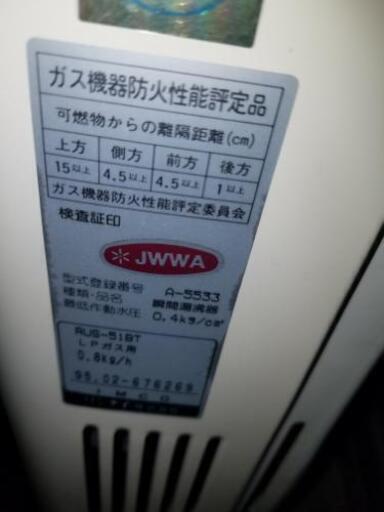 ガス機器防火性能評定品
可燃物からの離隔距離(cm)
上方 側方 前方 後方
15以上 4.5以上 4.5以上 1以上
ガス機器防火性能評定委員会
検査証印
JWWA
型式登録番号 A-5533
種類・品名 瞬間湯沸器
最低作動水圧 0.4kg/cm²
RUS-51BT
LPガス用
0.8kg/h
95.02-676269